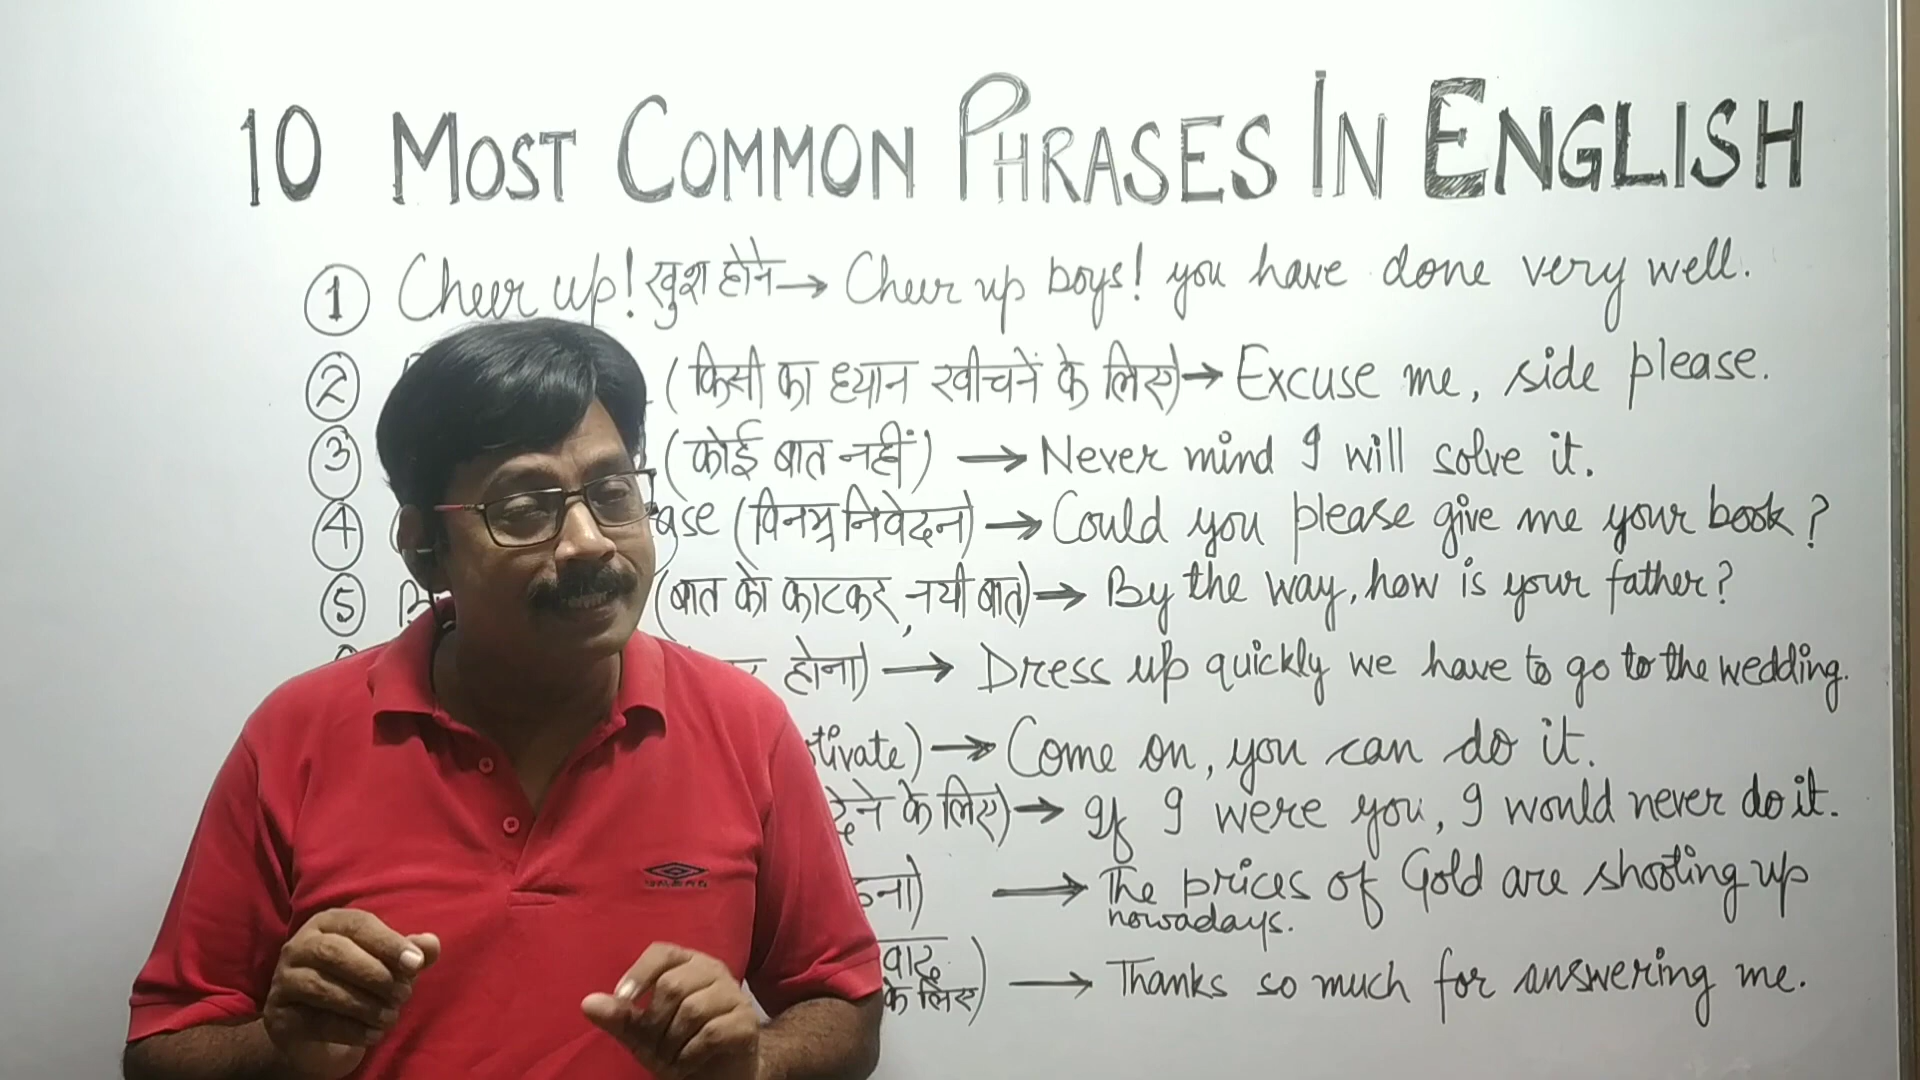 10 MOST COMMON PHRASES IN ENGLISH
① Cheer up! खुश होने → Cheer up boys! you have done very well.
② (किसी का ध्यान खींचनें के लिए) → Excuse me, side please.
③ (कोई बात नहीं) → Never mind I will solve it.
④ (विनम्र निवेदन) → Could you please give me your book?
⑤ (बात को काटकर, नयी बात) → By the way, how is your father?
होना) → Dress up quickly we have to go to the wedding.
→ Come on, you can do it.
के लिए) → If I were you, I would never do it.
→ The prices of Gold are shooting up
nowadays.
के लिए) → Thanks so much for answering me.